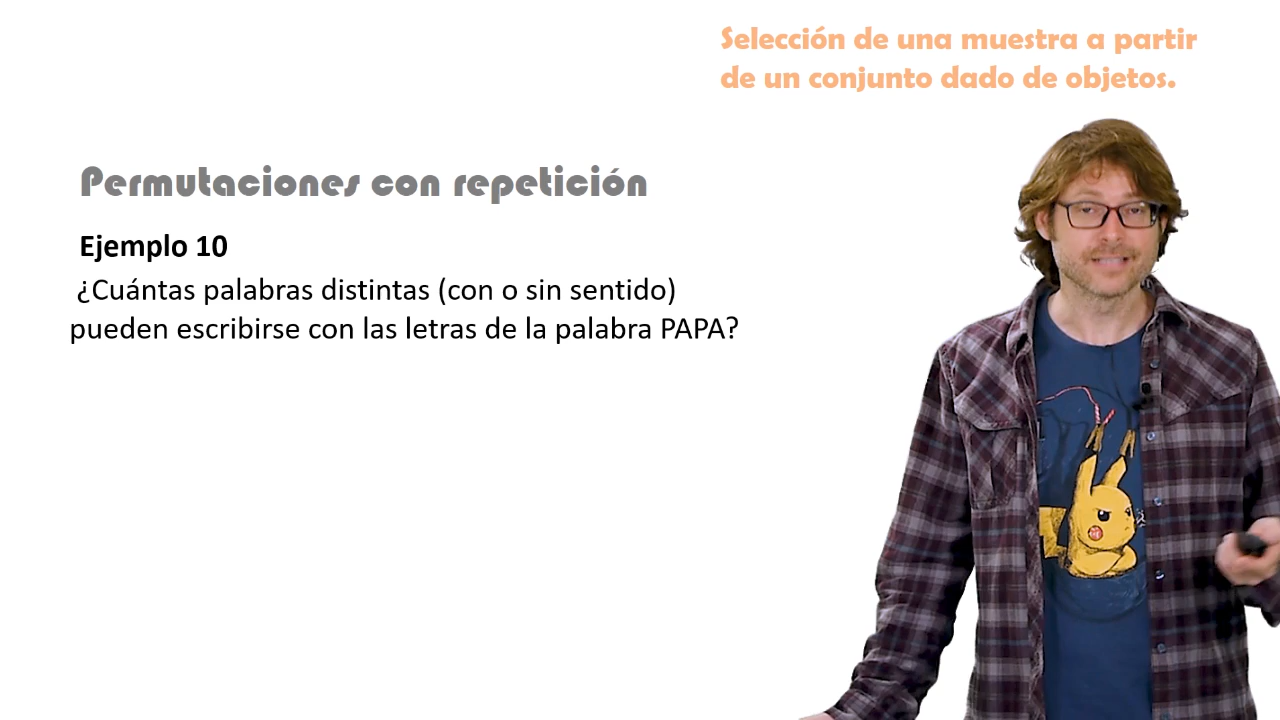 Selección de una muestra a partir
de un conjunto dado de objetos.
Permutaciones con repetición
Ejemplo 10
¿Cuántas palabras distintas (con o sin sentido)
pueden escribirse con las letras de la palabra PAPA?